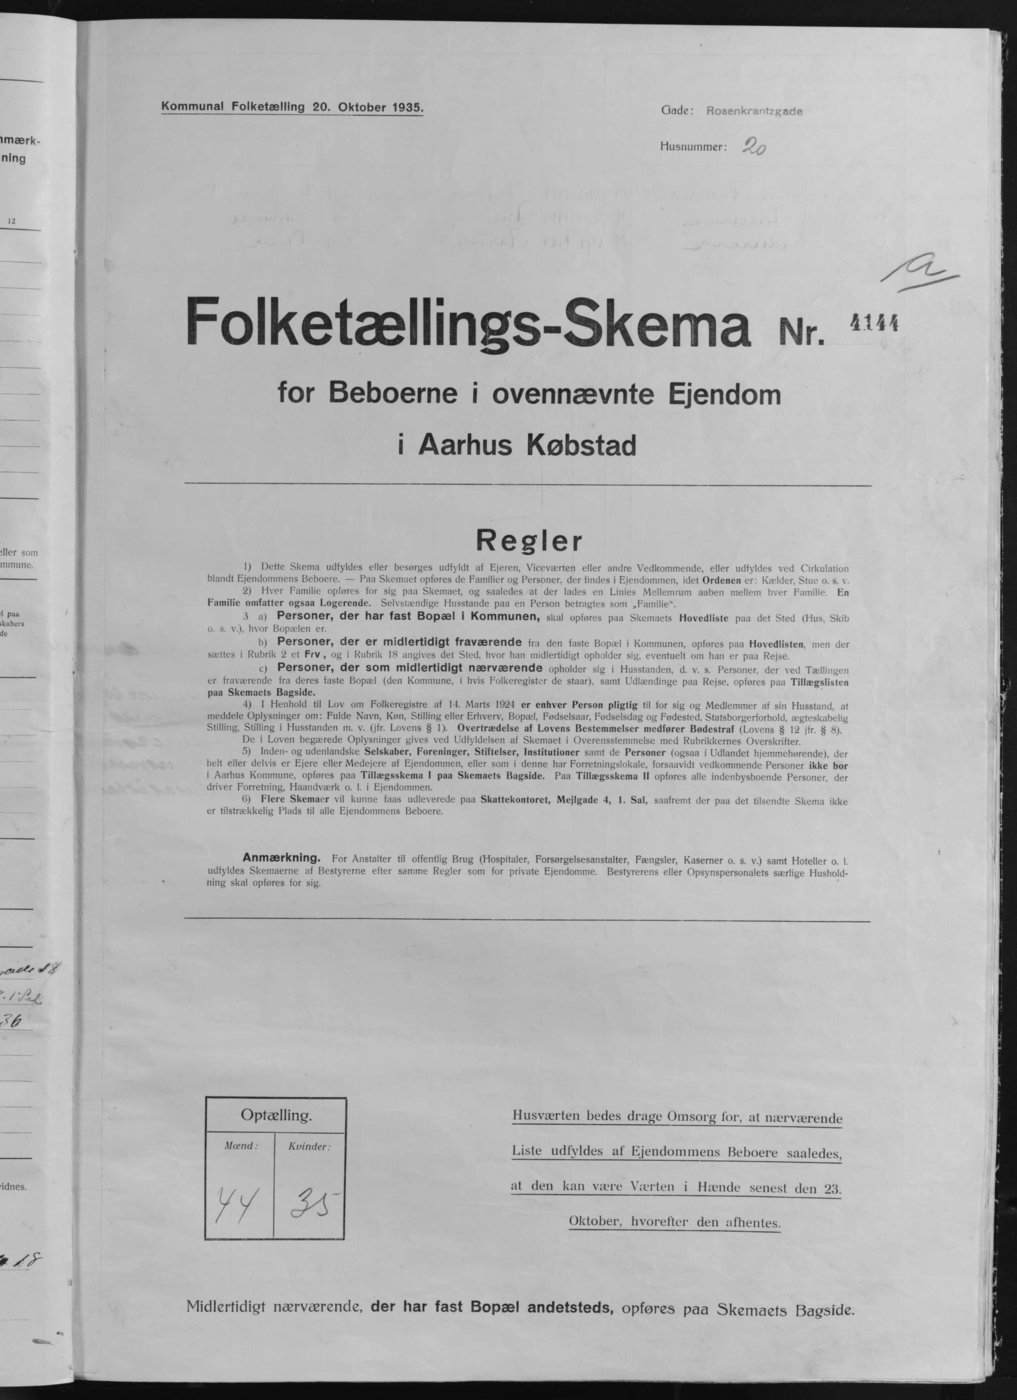 Kommunal Folketælling 20. Oktober 1935.
Gade: Rosenkrantzgade
Husnummer: 20
a
Folketællings-Skema Nr. 4144
for Beboerne i ovennævnte Ejendom
i Aarhus Købstad
Regler
1) Dette Skema udfyldes eller besørges udfyldt af Ejeren, Viceværten eller andre Vedkommende, eller udfyldes ved Cirkulation
blandt Ejendommens Beboere. — Paa Skemaet opføres de Familier og Personer, der findes i Ejendommen, idet Ordenen er: Kælder, Stue o. s. v.
2) Hver Familie opføres for sig paa Skemaet, og saaledes at der lades en Linies Mellemrum aaben mellem hver Familie. En
Familie omfatter ogsaa Logerende. Selvstændige Husstande paa en Person betragtes som „Familie“.
3 a) Personer, der har fast Bopæl i Kommunen, skal opføres paa Skemaets Hovedliste paa det Sted (Hus, Skib
o. s. v.), hvor Bopælen er.
b) Personer, der er midlertidigt fraværende fra den faste Bopæl i Kommunen, opføres paa Hovedlisten, men der
sættes i Rubrik 2 et Frv, og i Rubrik 18 angives det Sted, hvor han midlertidigt opholder sig, eventuelt om han er paa Rejse.
c) Personer, der som midlertidigt nærværende opholder sig i Husstanden, d. v. s. Personer, der ved Tællingen
er fraværende fra deres faste Bopæl (den Kommune, i hvis Folkeregister de staar), samt Udlændinge paa Rejse, opføres paa Tillægslisten
paa Skemaets Bagside.
4) I Henhold til Lov om Folkeregistre af 14. Marts 1924 er enhver Person pligtig til for sig og Medlemmer af sin Husstand, at
meddele Oplysninger om: Fulde Navn, Køn, Stilling eller Erhverv, Bopæl, Fødselsaar, Fødselsdag og Fødested, Statsborgerforhold, ægteskabelig
Stilling, Stilling i Husstanden m. v. (jfr. Lovens § 1). Overtrædelse af Lovens Bestemmelser medfører Bødestraf (Lovens § 12 jfr. § 8).
De i Loven begærede Oplysninger gives ved Udfyldelsen af Skemaet i Overensstemmelse med Rubrikkernes Overskrifter.
5) Inden- og udenlandske Selskaber, Foreninger, Stiftelser, Institutioner samt de Personer (ogsaa i Udlandet hjemmehørende), der
helt eller delvis er Ejere eller Medejere af Ejendommen, eller som i denne har Forretningslokale, forsaavidt vedkommende Personer ikke bor
i Aarhus Kommune, opføres paa Tillægsskema I paa Skemaets Bagside. Paa Tillægsskema II opføres alle indenbysboende Personer, der
driver Forretning, Haandværk o. l. i Ejendommen.
6) Flere Skemaer vil kunne faas udleverede paa Skattekontoret, Mejlgade 4, 1. Sal, saafremt der paa det tilsendte Skema ikke
er tilstrækkelig Plads til alle Ejendommens Beboere.
Anmærkning. For Anstalter til offentlig Brug (Hospitaler, Forsørgelsesanstalter, Fængsler, Kaserner o. s. v.) samt Hoteller o. l.
udfyldes Skemaerne af Bestyrerne efter samme Regler som for private Ejendomme. Bestyrerens eller Opsynspersonalets særlige Hushold-
ning skal opføres for sig.
Optælling.
Mænd: Kvinder:
44 35
Husværten bedes drage Omsorg for, at nærværende
Liste udfyldes af Ejendommens Beboere saaledes,
at den kan være Værten i Hænde senest den 23.
Oktober, hvorefter den afhentes.
Midlertidigt nærværende, der har fast Bopæl andetsteds, opføres paa Skemaets Bagside.